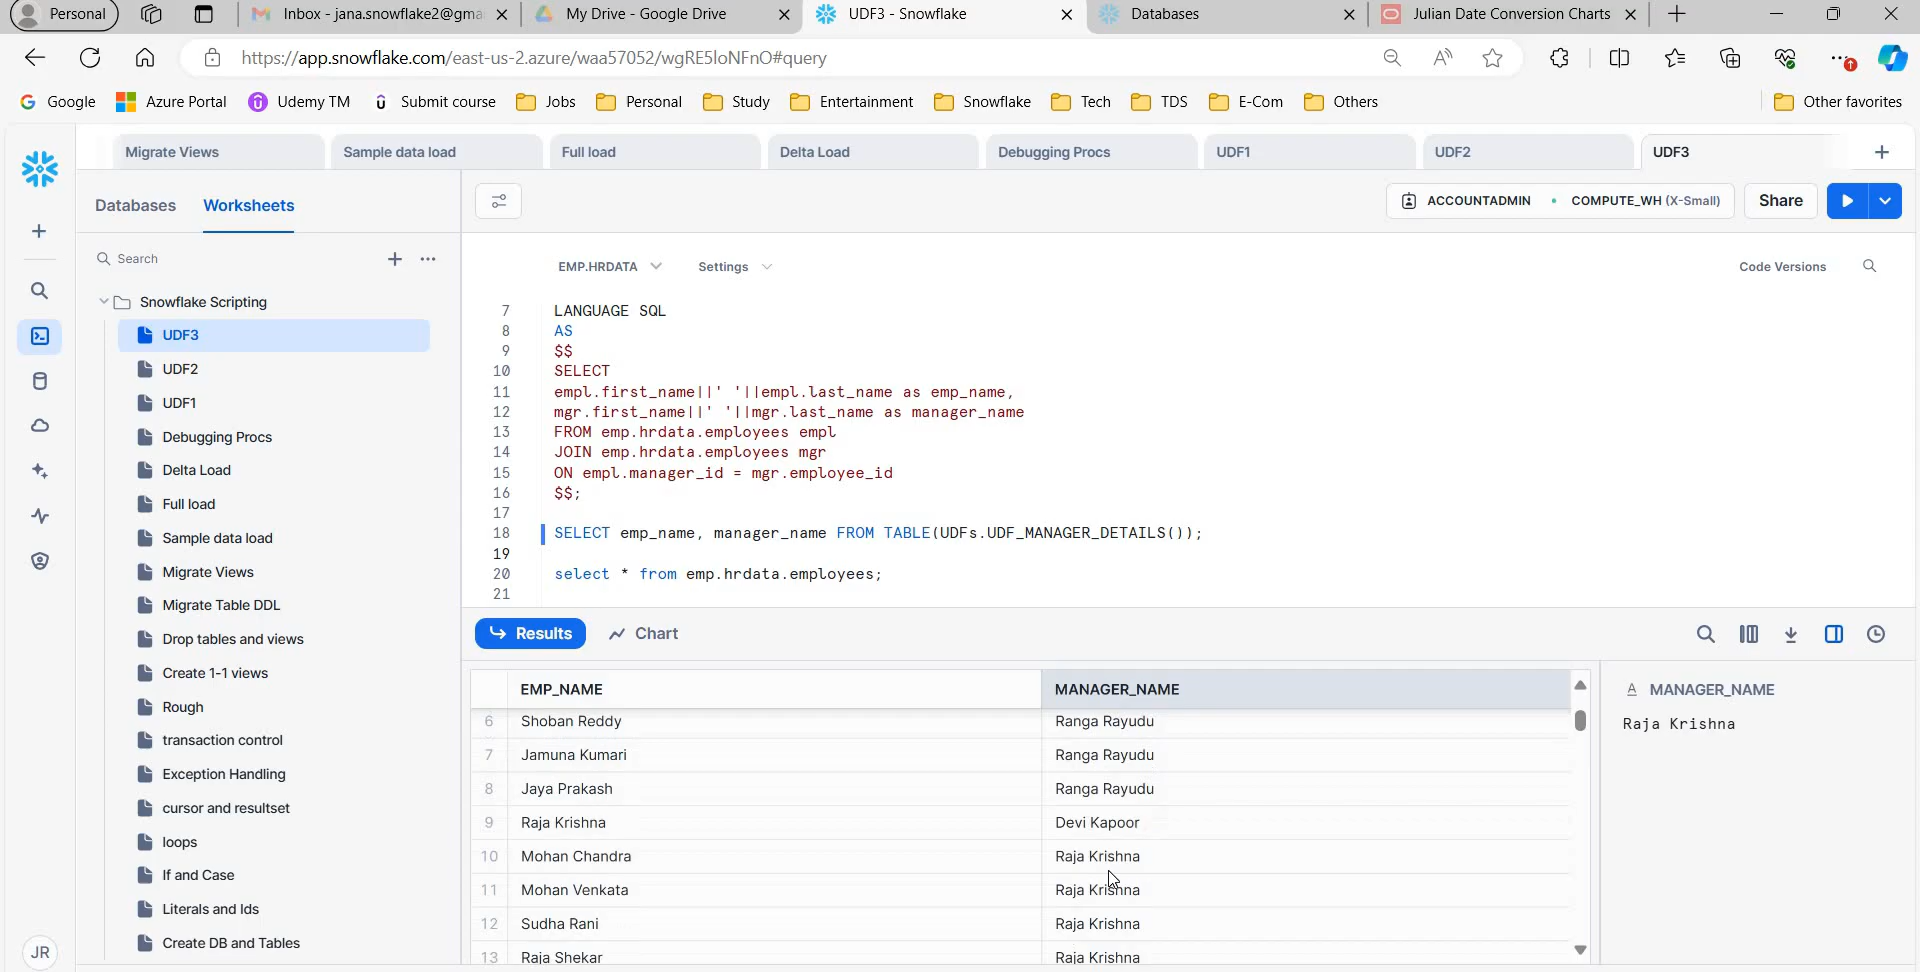 Personal
Inbox - jana.snowflake2@gma
My Drive - Google Drive
UDF3 - Snowflake
Databases
Julian Date Conversion Charts
https://app.snowflake.com/east-us-2.azure/waa57052/wgRE5loNFnO#query
Google
Azure Portal
Udemy TM
Submit course
Jobs
Personal
Study
Entertainment
Snowflake
Tech
TDS
E-Com
Others
Other favorites
Migrate Views
Sample data load
Full load
Delta Load
Debugging Procs
UDF1
UDF2
UDF3
Databases
Worksheets
ACCOUNTADMIN
COMPUTE_WH (X-Small)
Share
Search
Snowflake Scripting
UDF3
UDF2
UDF1
Debugging Procs
Delta Load
Full load
Sample data load
Migrate Views
Migrate Table DDL
Drop tables and views
Create 1-1 views
Rough
transaction control
Exception Handling
cursor and resultset
loops
If and Case
Literals and Ids
Create DB and Tables
JR
EMP.HRDATA
Settings
Code Versions
7 LANGUAGE SQL
8 AS
9 $$
10 SELECT
11 empl.first_name||' '||empl.last_name as emp_name,
12 mgr.first_name||' '||mgr.last_name as manager_name
13 FROM emp.hrdata.employees empl
14 JOIN emp.hrdata.employees mgr
15 ON empl.manager_id = mgr.employee_id
16 $$;
17
18 SELECT emp_name, manager_name FROM TABLE(UDFs.UDF_MANAGER_DETAILS());
19
20 select * from emp.hrdata.employees;
21
Results
Chart
EMP_NAME MANAGER_NAME
6 Shoban Reddy Ranga Rayudu
7 Jamuna Kumari Ranga Rayudu
8 Jaya Prakash Ranga Rayudu
9 Raja Krishna Devi Kapoor
10 Mohan Chandra Raja Krishna
11 Mohan Venkata Raja Krishna
12 Sudha Rani Raja Krishna
13 Raja Shekar Raja Krishna
A MANAGER_NAME
Raja Krishna